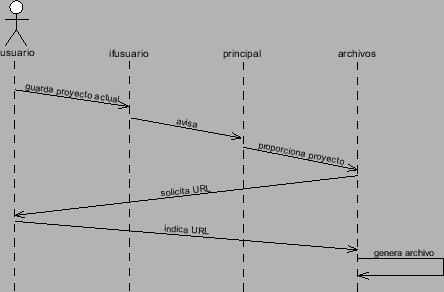 usuario
ifusuario
principal
archivos
guarda proyecto actual
avisa
proporciona proyecto
solicita URL
indica URL
genera archivo